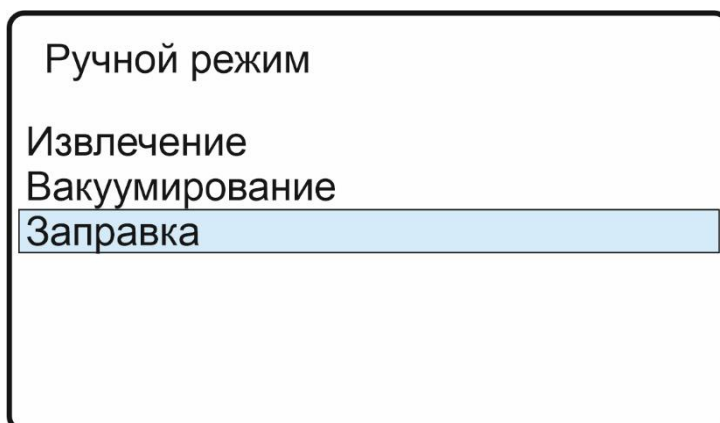 Ручной режим
Извлечение
Вакуумирование
Заправка